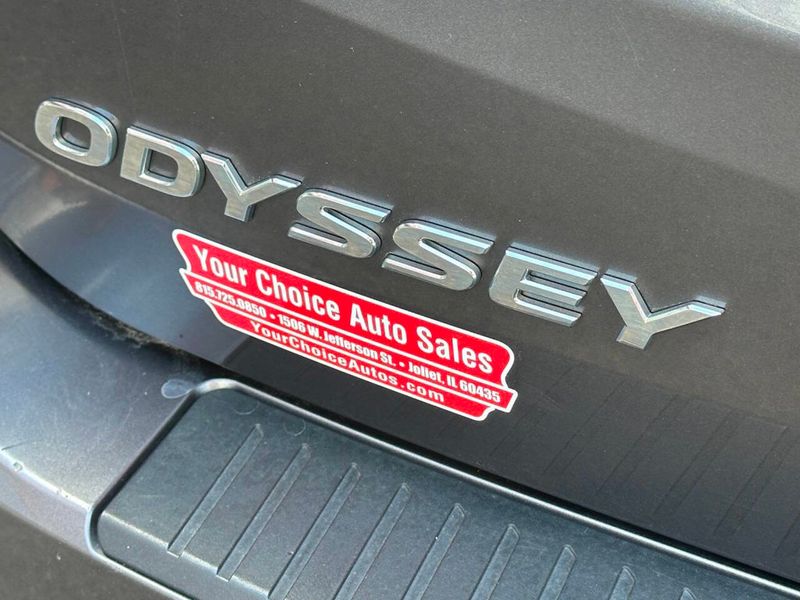 ODYSSEY
Your Choice Auto Sales
815.725.0850 • 1506 W. Jefferson St. • Joliet, IL 60435
YourChoiceAutos.com